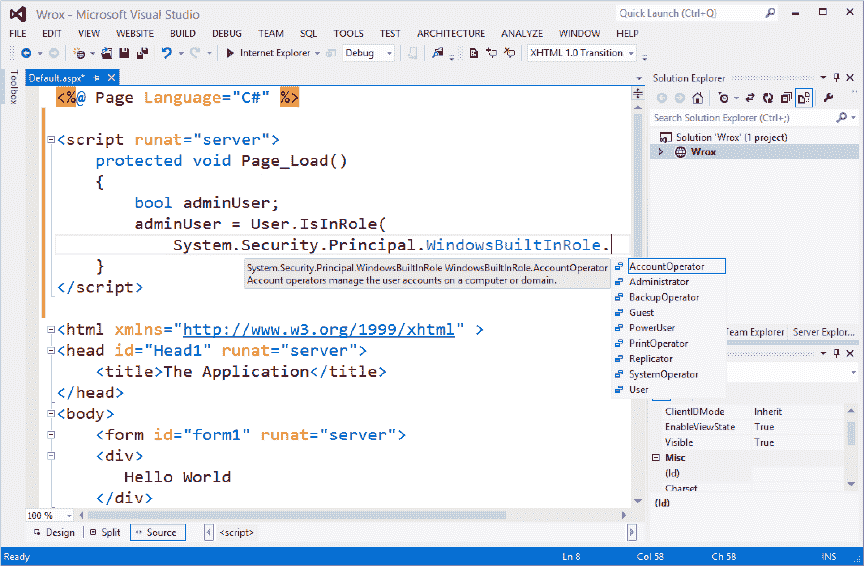 Wrox - Microsoft Visual Studio
Quick Launch (Ctrl+Q)
FILE EDIT VIEW WEBSITE BUILD DEBUG TEAM SQL TOOLS TEST ARCHITECTURE ANALYZE WINDOW HELP
Internet Explorer Debug XHTML 1.0 Transition
Toolbox
Default.aspx*
<%@ Page Language="C#" %>
<script runat="server">
protected void Page_Load()
{
bool adminUser;
adminUser = User.IsInRole(
System.Security.Principal.WindowsBuiltInRole.
}
</script>
System.Security.Principal.WindowsBuiltInRole WindowsBuiltInRole.AccountOperator
Account operators manage the user accounts on a computer or domain.
AccountOperator
Administrator
BackupOperator
Guest
PowerUser
PrintOperator
Replicator
SystemOperator
User
<html xmlns="http://www.w3.org/1999/xhtml" >
<head id="Head1" runat="server">
<title>The Application</title>
</head>
<body>
<form id="form1" runat="server">
<div>
Hello World
</div>
100 %
Design Split Source <script>
Solution Explorer
Search Solution Explorer (Ctrl+;)
Solution 'Wrox' (1 project)
Wrox
Team Explorer Server Explor...
ClientIDMode Inherit
EnableViewState True
Visible True
Misc
(Id)
Charset
(Id)
Ready Ln 8 Col 58 Ch 58 INS